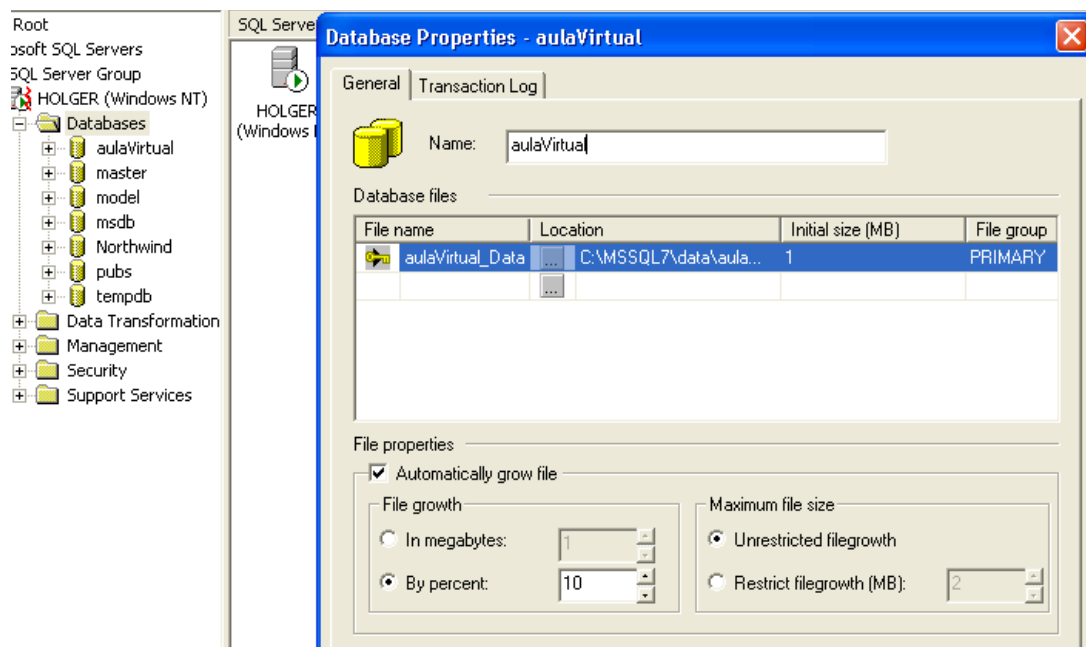 Root
osoft SQL Servers
SQL Server Group
HOLGER (Windows NT)
Databases
aulaVirtual
master
model
msdb
Northwind
pubs
tempdb
Data Transformation
Management
Security
Support Services
SQL Serve
HOLGER
(Windows
Database Properties - aulaVirtual
General Transaction Log
Name: aulaVirtual
Database files
File name Location Initial size (MB) File group
aulaVirtual_Data ... C:\MSSQL7\data\aula... 1 PRIMARY
...
File properties
Automatically grow file
File growth Maximum file size
In megabytes: 1 Unrestricted filegrowth
By percent: 10 Restrict filegrowth (MB): 2